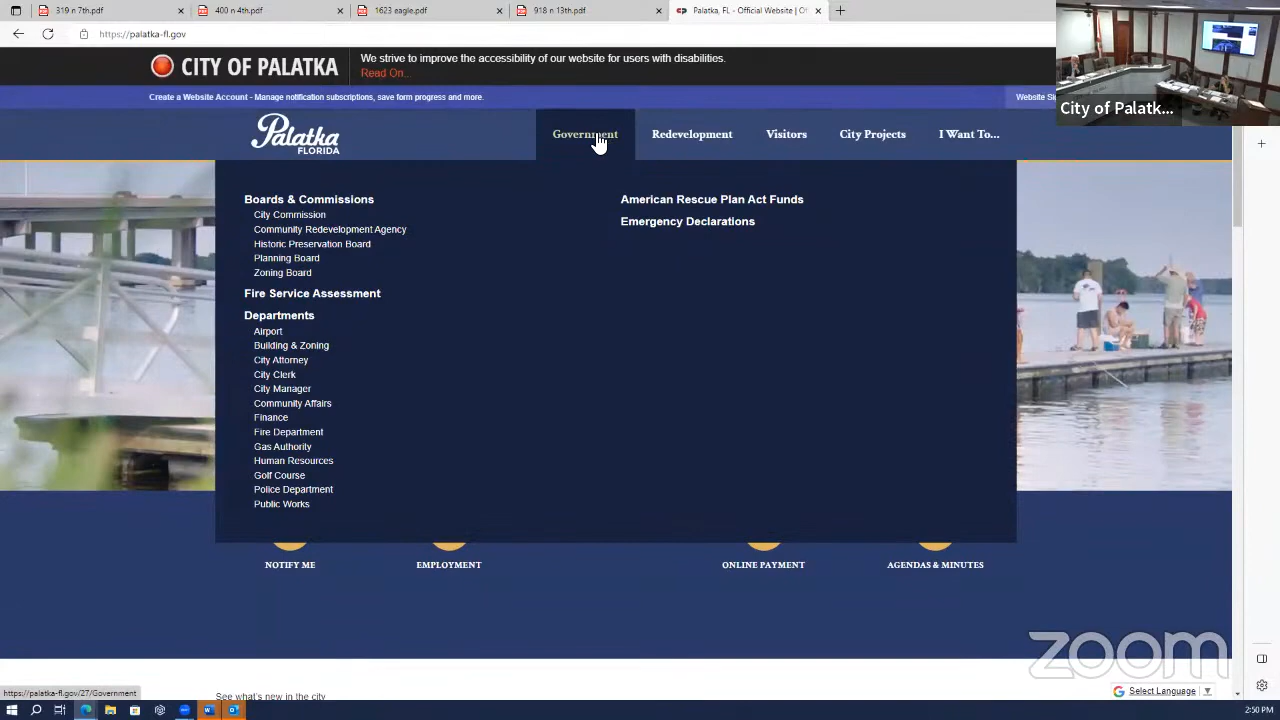 319 n 7th.pdf
400 n 4th.pdf
1623 eagle.pdf
918 n 13th.pdf
Palatka, FL - Official Website | Of
https://palatka-fl.gov
CITY OF PALATKA
We strive to improve the accessibility of our website for users with disabilities.
Read On...
Create a Website Account - Manage notification subscriptions, save form progress and more.
Website Si
City of Palatk...
Palatka
FLORIDA
Government
Redevelopment
Visitors
City Projects
I Want To...
Boards & Commissions
City Commission
Community Redevelopment Agency
Historic Preservation Board
Planning Board
Zoning Board
Fire Service Assessment
Departments
Airport
Building & Zoning
City Attorney
City Clerk
City Manager
Community Affairs
Finance
Fire Department
Gas Authority
Human Resources
Golf Course
Police Department
Public Works
American Rescue Plan Act Funds
Emergency Declarations
NOTIFY ME
EMPLOYMENT
ONLINE PAYMENT
AGENDAS & MINUTES
zoom
See what's new in the city
Select Language
https://palatka-fl.gov/27/Government
2:50 PM